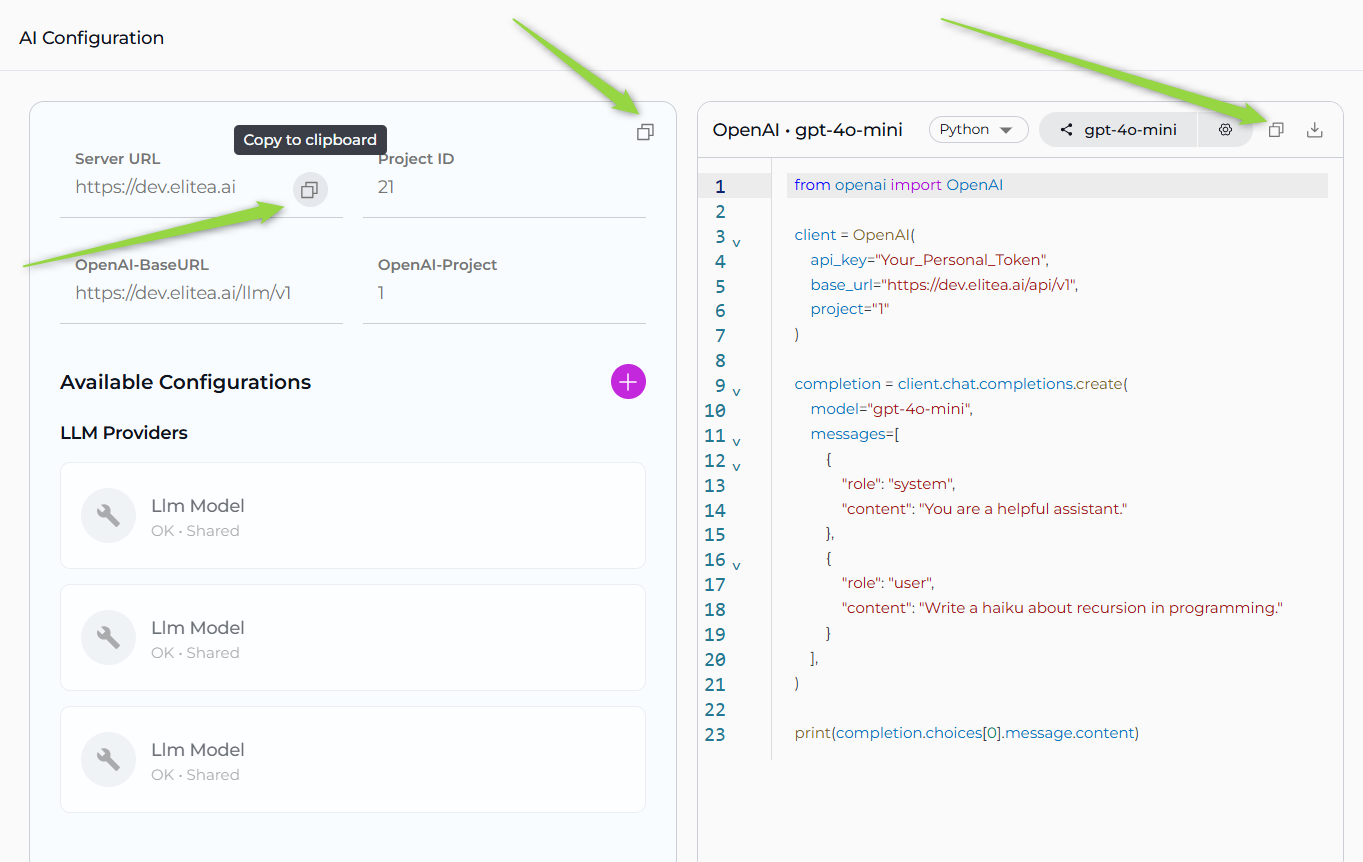 AI Configuration
Copy to clipboard
Server URL
Project ID
https://dev.elitea.ai
21
OpenAI-BaseURL
OpenAI-Project
https://dev.elitea.ai/llm/v1
1
Available Configurations
LLM Providers
Llm Model
OK • Shared
Llm Model
OK • Shared
Llm Model
OK • Shared
OpenAI • gpt-4o-mini
Python
gpt-4o-mini
1 from openai import OpenAI
2
3 client = OpenAI(
4 api_key="Your_Personal_Token",
5 base_url="https://dev.elitea.ai/api/v1",
6 project="1"
7 )
8
9 completion = client.chat.completions.create(
10 model="gpt-4o-mini",
11 messages=[
12 {
13 "role": "system",
14 "content": "You are a helpful assistant."
15 },
16 {
17 "role": "user",
18 "content": "Write a haiku about recursion in programming."
19 }
20 ],
21 )
22
23 print(completion.choices[0].message.content)